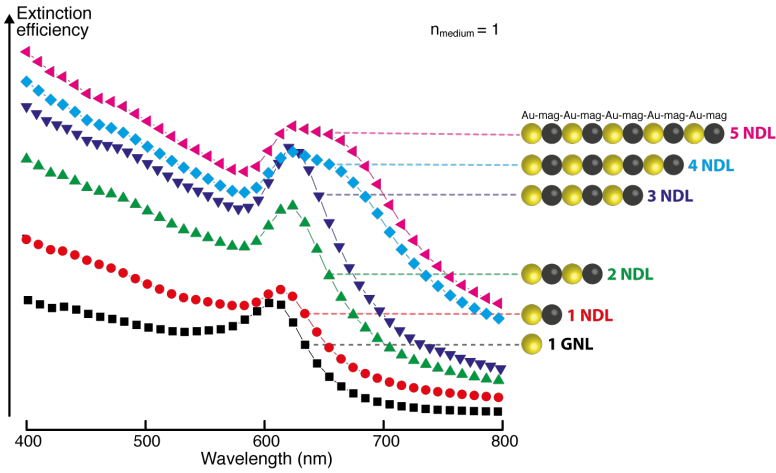 Extinction
efficiency
nmedium = 1
Au-mag-Au-mag-Au-mag-Au-mag-Au-mag
5 NDL
4 NDL
3 NDL
2 NDL
1 NDL
1 GNL
400 500 600 700 800
Wavelength (nm)